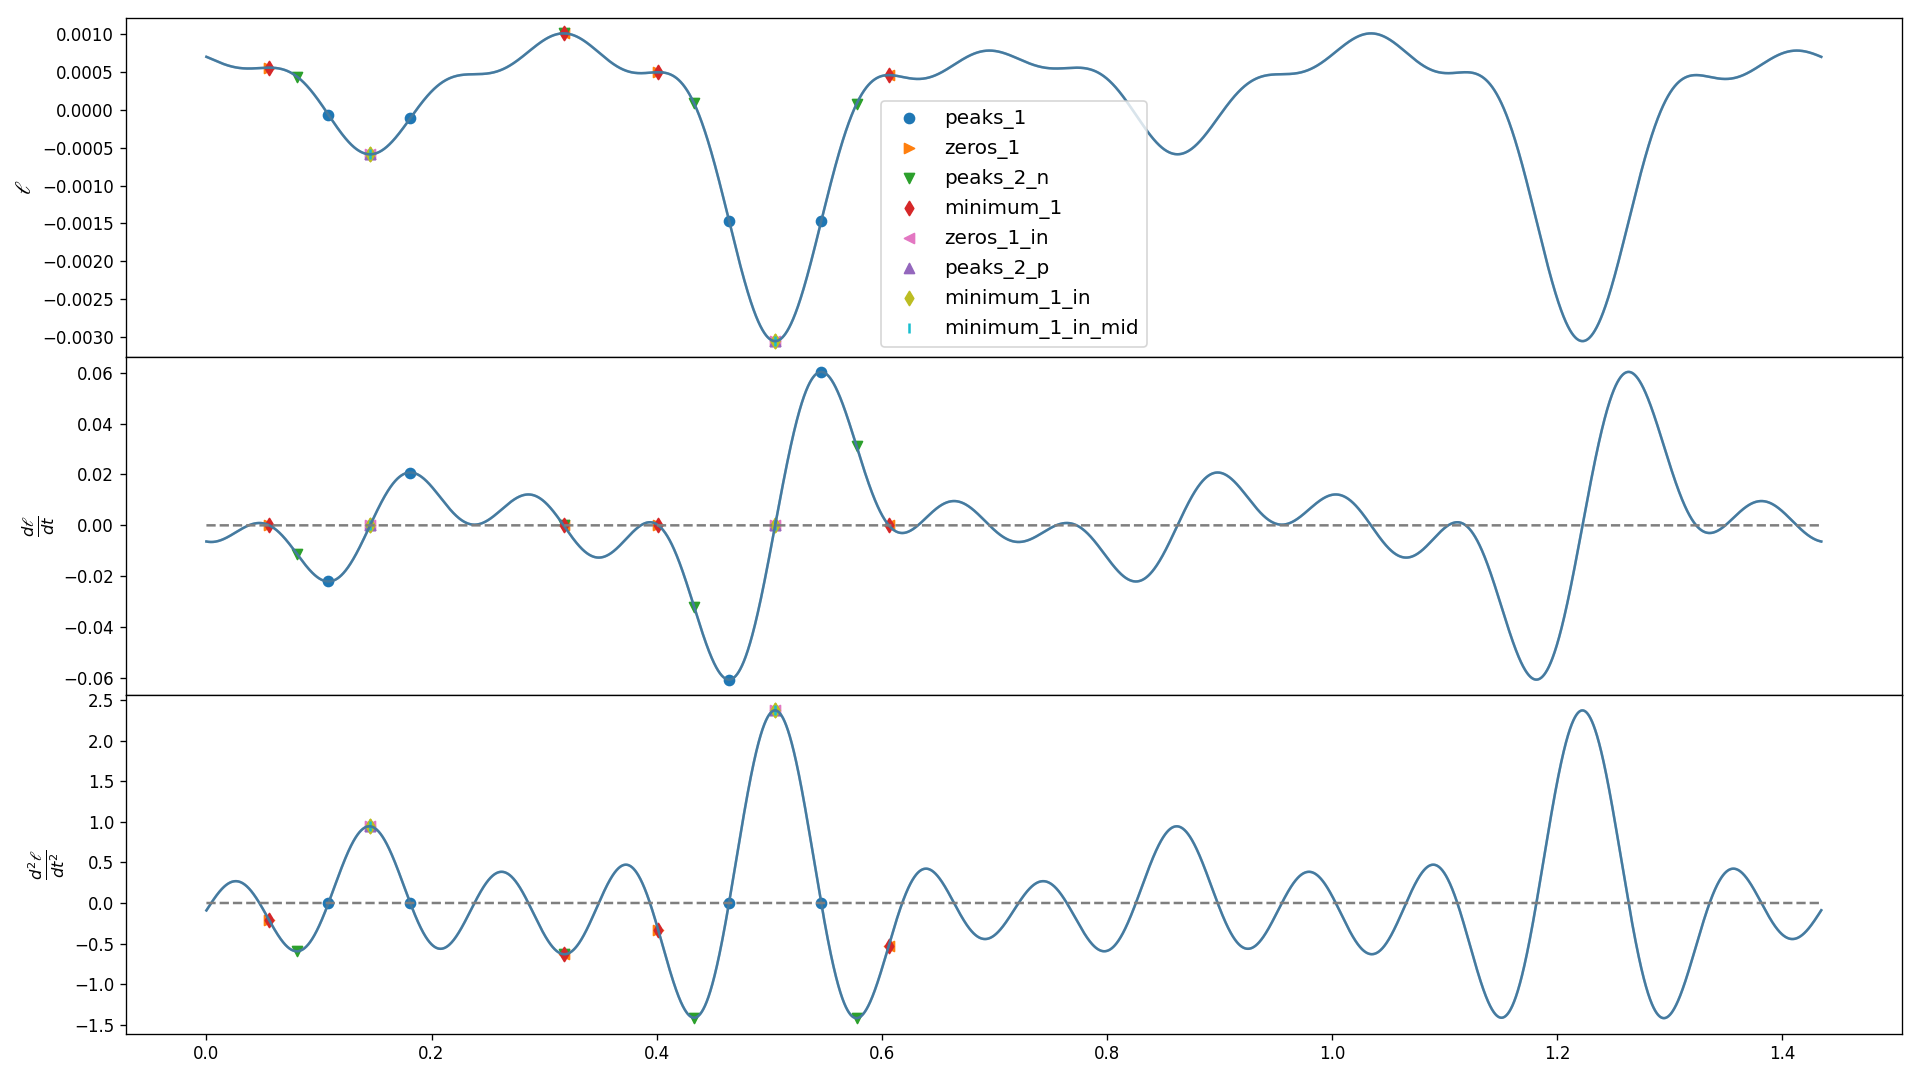 0.0010
0.0005
0.0000
−0.0005
−0.0010
−0.0015
−0.0020
−0.0025
−0.0030
ℓ
peaks_1
zeros_1
peaks_2_n
minimum_1
zeros_1_in
peaks_2_p
minimum_1_in
minimum_1_in_mid
0.06
0.04
0.02
0.00
−0.02
−0.04
−0.06
dℓ
dt
2.5
2.0
1.5
1.0
0.5
0.0
−0.5
−1.0
−1.5
d²ℓ
dt²
0.0 0.2 0.4 0.6 0.8 1.0 1.2 1.4